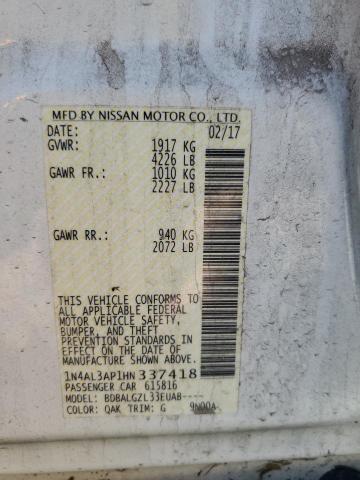 MFD BY NISSAN MOTOR CO., LTD.
DATE: 02/17
GVWR: 1917 KG
4226 LB
GAWR FR.: 1010 KG
2227 LB
GAWR RR.: 940 KG
2072 LB
THIS VEHICLE CONFORMS TO
ALL APPLICABLE FEDERAL
MOTOR VEHICLE SAFETY,
BUMPER, AND THEFT
PREVENTION STANDARDS IN
EFFECT ON THE DATE OF
MANUFACTURE SHOWN ABOVE.
1N4AL3AP1HN337418
PASSENGER CAR 615816
MODEL: BDBALGZL33EUAB----
COLOR: QAK TRIM: G 9N00A